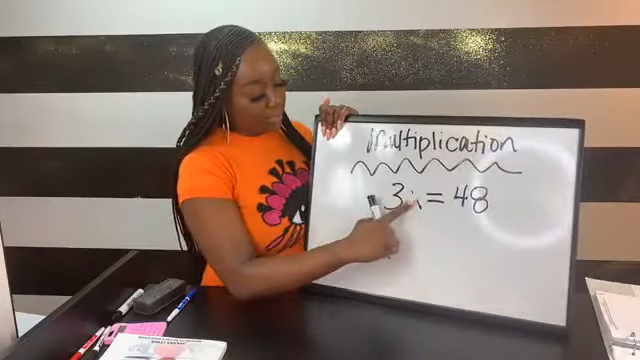 Multiplication
3 = 48